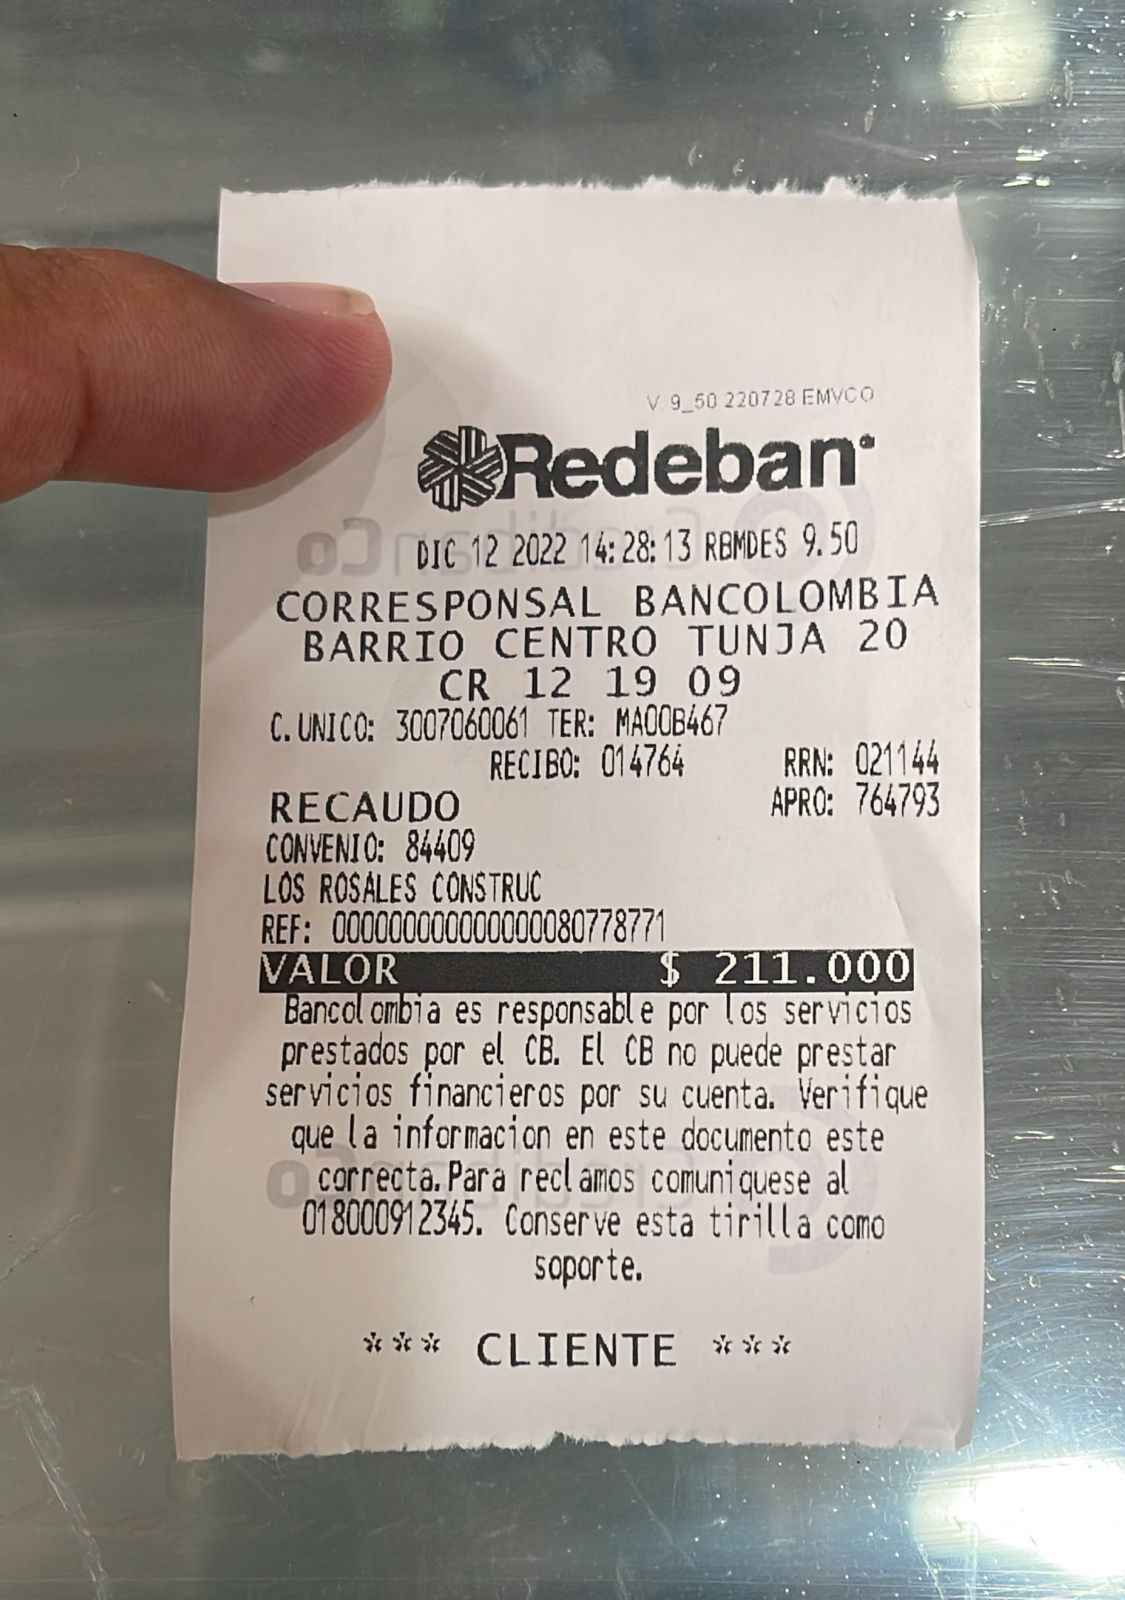 V. 9_50 220728 EMVCO
Redeban
DIC 12 2022 14:28:13 RBMDES 9.50
CORRESPONSAL BANCOLOMBIA
BARRIO CENTRO TUNJA 20
CR 12 19 09
C.UNICO: 3007060061 TER: MA00B467
RECIBO: 014764 RRN: 021144
RECAUDO APRO: 764793
CONVENIO: 84409
LOS ROSALES CONSTRUC
REF: 000000000000000080778771
VALOR $ 211.000
Bancolombia es responsable por los servicios
prestados por el CB. El CB no puede prestar
servicios financieros por su cuenta. Verifique
que la informacion en este documento este
correcta.Para reclamos comuniquese al
018000912345. Conserve esta tirilla como
soporte.
*** CLIENTE ***
CredibanCo
CredibanCo